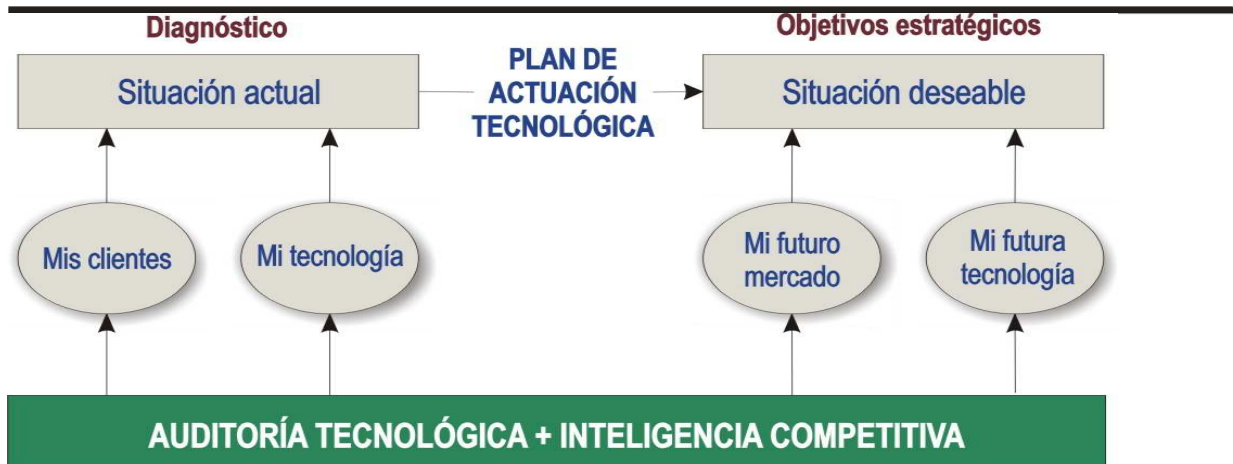 Diagnóstico
Objetivos estratégicos
Situación actual
PLAN DE
ACTUACIÓN
TECNOLÓGICA
Situación deseable
Mis clientes
Mi tecnología
Mi futuro
mercado
Mi futura
tecnología
AUDITORÍA TECNOLÓGICA + INTELIGENCIA COMPETITIVA